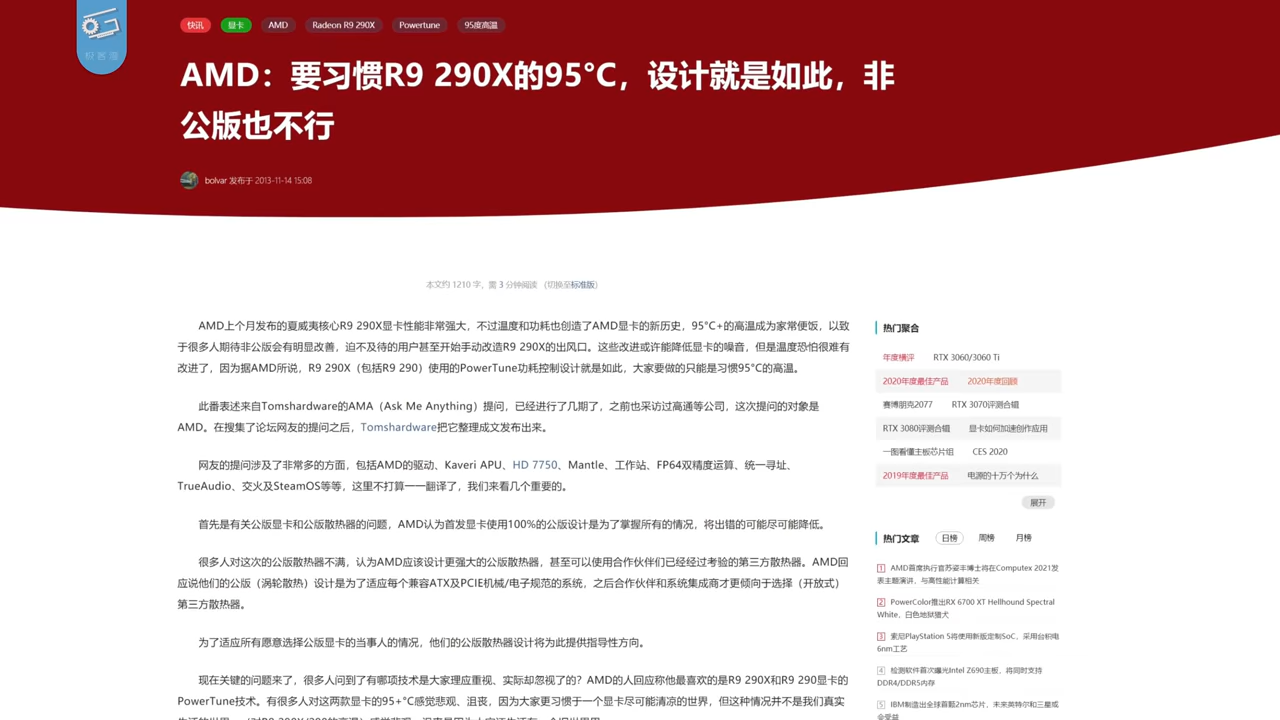 极客湾
快讯 显卡 AMD Radeon R9 290X Powertune 95度高温
AMD：要习惯R9 290X的95°C，设计就是如此，非
公版也不行
bolvar 发布于 2013-11-14 15:08
本文约 1210 字，需 3 分钟阅读 （切换至标准版）
AMD上个月发布的夏威夷核心R9 290X显卡性能非常强大，不过温度和功耗也创造了AMD显卡的新历史，95°C+的高温成为家常便饭，以致
于很多人期待非公版会有明显改善，迫不及待的用户甚至开始手动改造R9 290X的出风口。这些改进或许能降低显卡的噪音，但是温度恐怕很难有
改进了，因为据AMD所说，R9 290X（包括R9 290）使用的PowerTune功耗控制设计就是如此，大家要做的只能是习惯95°C的高温。
此番表述来自Tomshardware的AMA（Ask Me Anything）提问，已经进行了几期了，之前也采访过高通等公司，这次提问的对象是
AMD。在搜集了论坛网友的提问之后，Tomshardware把它整理成文发布出来。
网友的提问涉及了非常多的方面，包括AMD的驱动、Kaveri APU、HD 7750、Mantle、工作站、FP64双精度运算、统一寻址、
TrueAudio、交火及SteamOS等等，这里不打算一一翻译了，我们来看几个重要的。
首先是有关公版显卡和公版散热器的问题，AMD认为首发显卡使用100%的公版设计是为了掌握所有的情况，将出错的可能尽可能降低。
很多人对这次的公版散热器不满，认为AMD应该设计更强大的公版散热器，甚至可以使用合作伙伴们已经经过考验的第三方散热器。AMD回
应说他们的公版（涡轮散热）设计是为了适应每个兼容ATX及PCIE机械/电子规范的系统，之后合作伙伴和系统集成商才更倾向于选择（开放式）
第三方散热器。
为了适应所有愿意选择公版显卡的当事人的情况，他们的公版散热器设计将为此提供指导性方向。
现在关键的问题来了，很多人问到了有哪项技术是大家理应重视、实际却忽视了的？AMD的人回应称他最喜欢的是R9 290X和R9 290显卡的
PowerTune技术。有很多人对这两款显卡的95+°C感觉悲观、沮丧，因为大家更习惯于一个显卡尽可能清凉的世界，但这种情况并不是我们真实
热门聚合
年度横评 RTX 3060/3060 Ti
2020年度最佳产品 2020年度回顾
赛博朋克2077 RTX 3070评测合辑
RTX 3080评测合辑 显卡如何加速创作应用
一图看懂主板芯片组 CES 2020
2019年度最佳产品 电源的十万个为什么
展开
热门文章 日榜 周榜 月榜
1 AMD首席执行官苏姿丰博士将在Computex 2021发
表主题演讲，与高性能计算相关
2 PowerColor推出RX 6700 XT Hellhound Spectral
White，白色地狱猎犬
3 索尼PlayStation 5将使用新版定制SoC，采用台积电
6nm工艺
4 检测软件首次曝光Intel Z690主板，将同时支持
DDR4/DDR5内存
5 IBM制造出全球首颗2nm芯片，未来英特尔和三星或
会受益